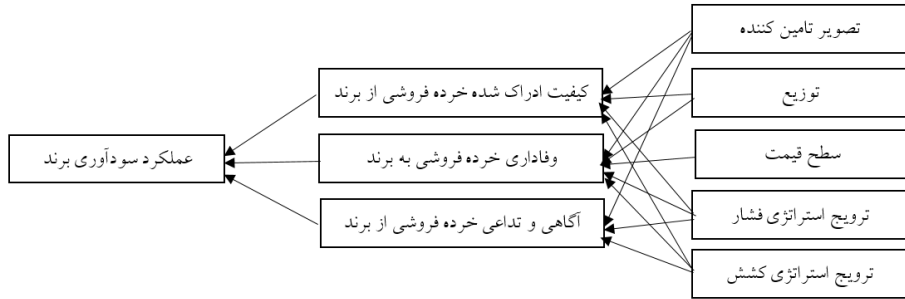 تصویر تامین کننده
توزیع
سطح قیمت
ترویج استراتژی فشار
ترویج استراتژی کشش
کیفیت ادراک شده خرده فروشی از برند
وفاداری خرده فروشی به برند
آگاهی و تداعی خرده فروشی از برند
عملکرد سودآوری برند